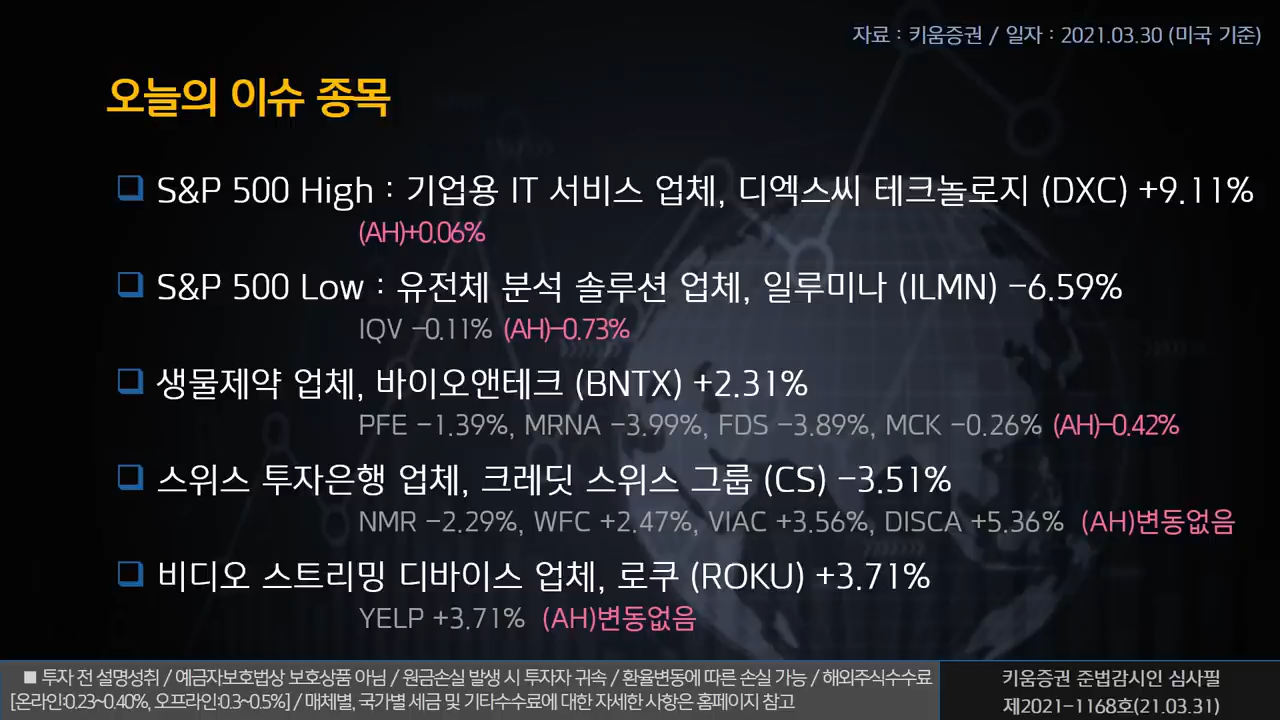 자료 : 키움증권 / 일자 : 2021.03.30 (미국 기준)
오늘의 이슈 종목
❑ S&P 500 High : 기업용 IT 서비스 업체, 디엑스씨 테크놀로지 (DXC) +9.11%
(AH)+0.06%
❑ S&P 500 Low : 유전체 분석 솔루션 업체, 일루미나 (ILMN) -6.59%
IQV -0.11% (AH)-0.73%
❑ 생물제약 업체, 바이오앤테크 (BNTX) +2.31%
PFE -1.39%, MRNA -3.99%, FDS -3.89%, MCK -0.26% (AH)-0.42%
❑ 스위스 투자은행 업체, 크레딧 스위스 그룹 (CS) -3.51%
NMR -2.29%, WFC +2.47%, VIAC +3.56%, DISCA +5.36% (AH)변동없음
❑ 비디오 스트리밍 디바이스 업체, 로쿠 (ROKU) +3.71%
YELP +3.71% (AH)변동없음
■ 투자 전 설명성취 / 예금자보호법상 보호상품 아님 / 원금손실 발생 시 투자자 귀속 / 환율변동에 따른 손실 가능 / 해외주식수수료
[온라인:0.23~0.40%, 오프라인:0.3~0.5%] / 매체별, 국가별 세금 및 기타수수료에 대한 자세한 사항은 홈페이지 참고
키움증권 준법감시인 심사필
제2021-1168호(21.03.31)